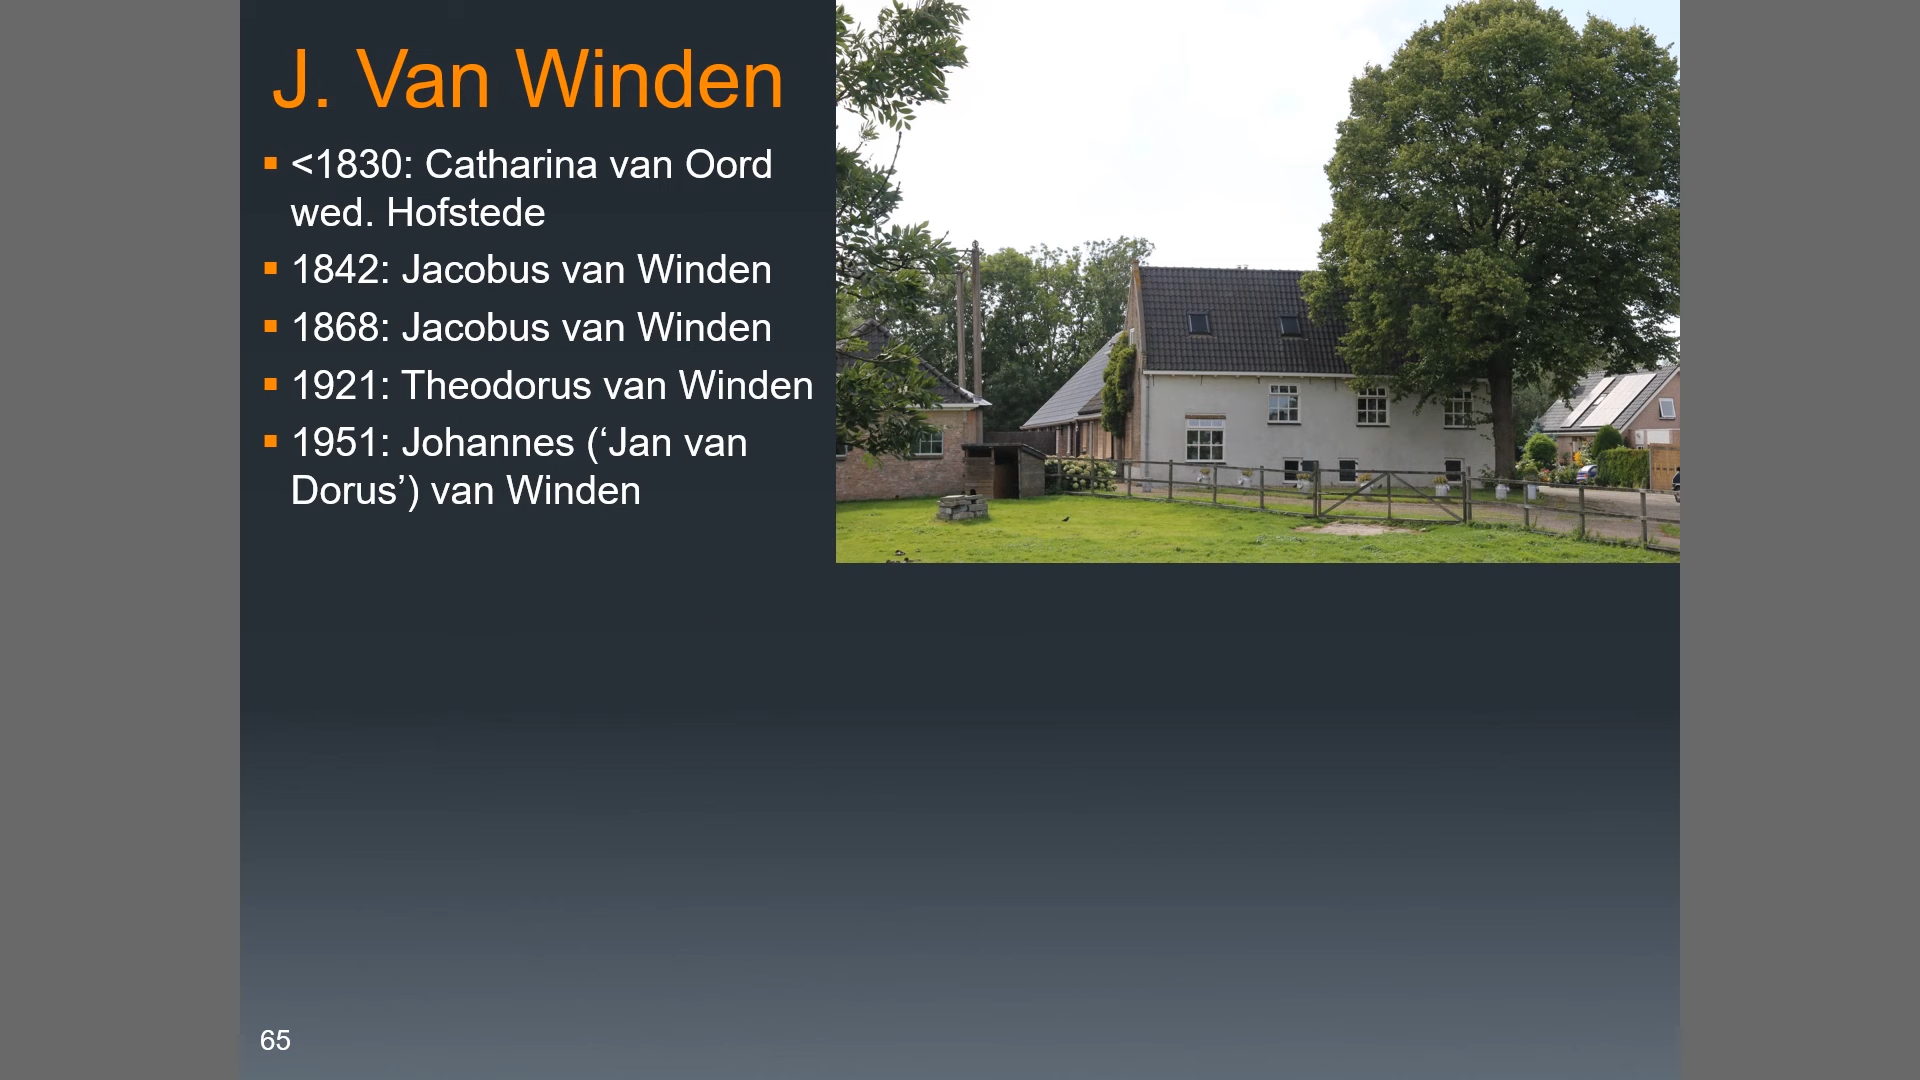 J. Van Winden
<1830: Catharina van Oord
wed. Hofstede
1842: Jacobus van Winden
1868: Jacobus van Winden
1921: Theodorus van Winden
1951: Johannes (‘Jan van
Dorus’) van Winden
65